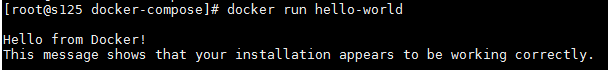 [root@s125 docker-compose]# docker run hello-world
Hello from Docker!
This message shows that your installation appears to be working correctly.